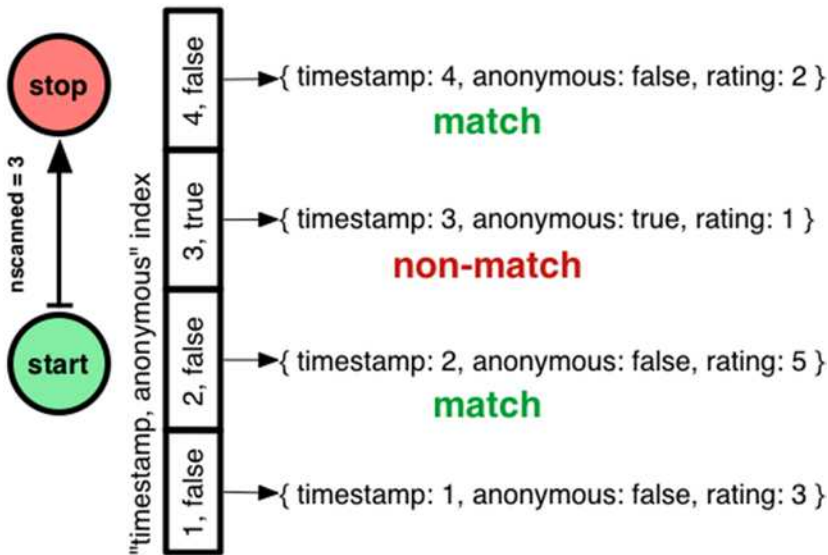 stop
nscanned = 3
start
"timestamp, anonymous" index
4, false
{ timestamp: 4, anonymous: false, rating: 2 }
match
3, true
{ timestamp: 3, anonymous: true, rating: 1 }
non-match
2, false
{ timestamp: 2, anonymous: false, rating: 5 }
match
1, false
{ timestamp: 1, anonymous: false, rating: 3 }